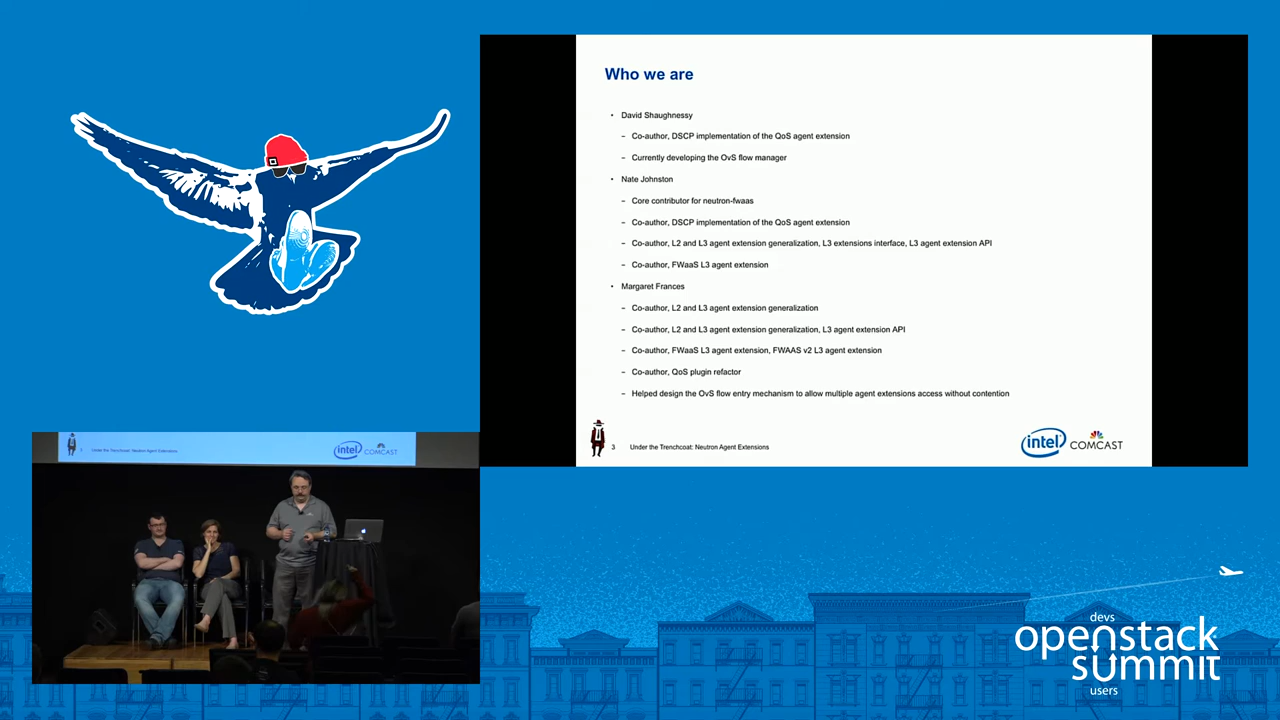 Who we are
• David Shaughnessy
– Co-author, DSCP implementation of the QoS agent extension
– Currently developing the OvS flow manager
• Nate Johnston
– Core contributor for neutron-fwaas
– Co-author, DSCP implementation of the QoS agent extension
– Co-author, L2 and L3 agent extension generalization, L3 extensions interface, L3 agent extension API
– Co-author, FWaaS L3 agent extension
• Margaret Frances
– Co-author, L2 and L3 agent extension generalization
– Co-author, L2 and L3 agent extension generalization, L3 agent extension API
– Co-author, FWaaS L3 agent extension, FWAAS v2 L3 agent extension
– Co-author, QoS plugin refactor
– Helped design the OvS flow entry mechanism to allow multiple agent extensions access without contention
3 Under the Trenchcoat: Neutron Agent Extensions
intel COMCAST
Under the Trenchcoat: Neutron Agent Extensions
intel COMCAST
devs
openstack
summit
users